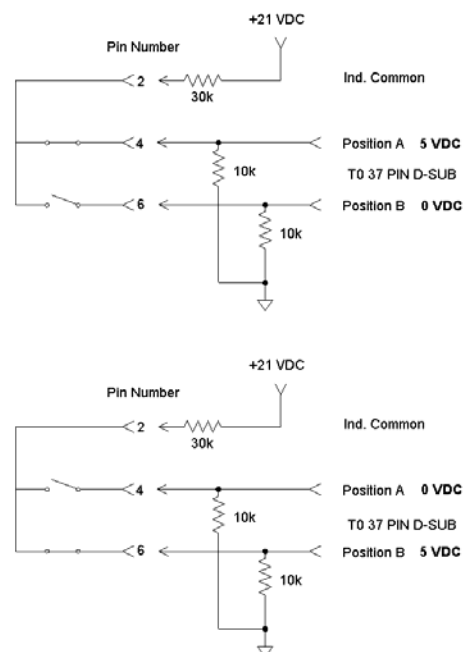 +21 VDC
Pin Number
2
30k
Ind. Common
4
Position A 5 VDC
10k
T0 37 PIN D-SUB
6
Position B 0 VDC
10k
+21 VDC
Pin Number
2
30k
Ind. Common
4
Position A 0 VDC
10k
T0 37 PIN D-SUB
6
Position B 5 VDC
10k